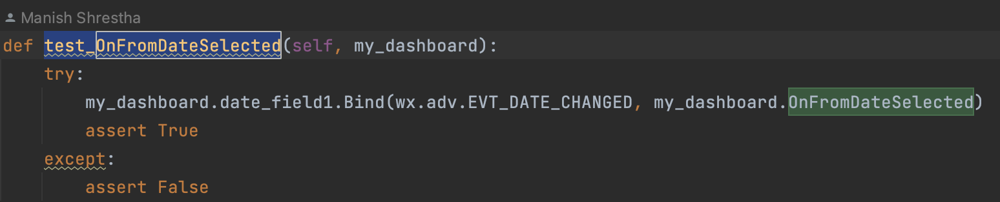 Manish Shrestha
def test_OnFromDateSelected(self, my_dashboard):
try:
my_dashboard.date_field1.Bind(wx.adv.EVT_DATE_CHANGED, my_dashboard.OnFromDateSelected)
assert True
except:
assert False